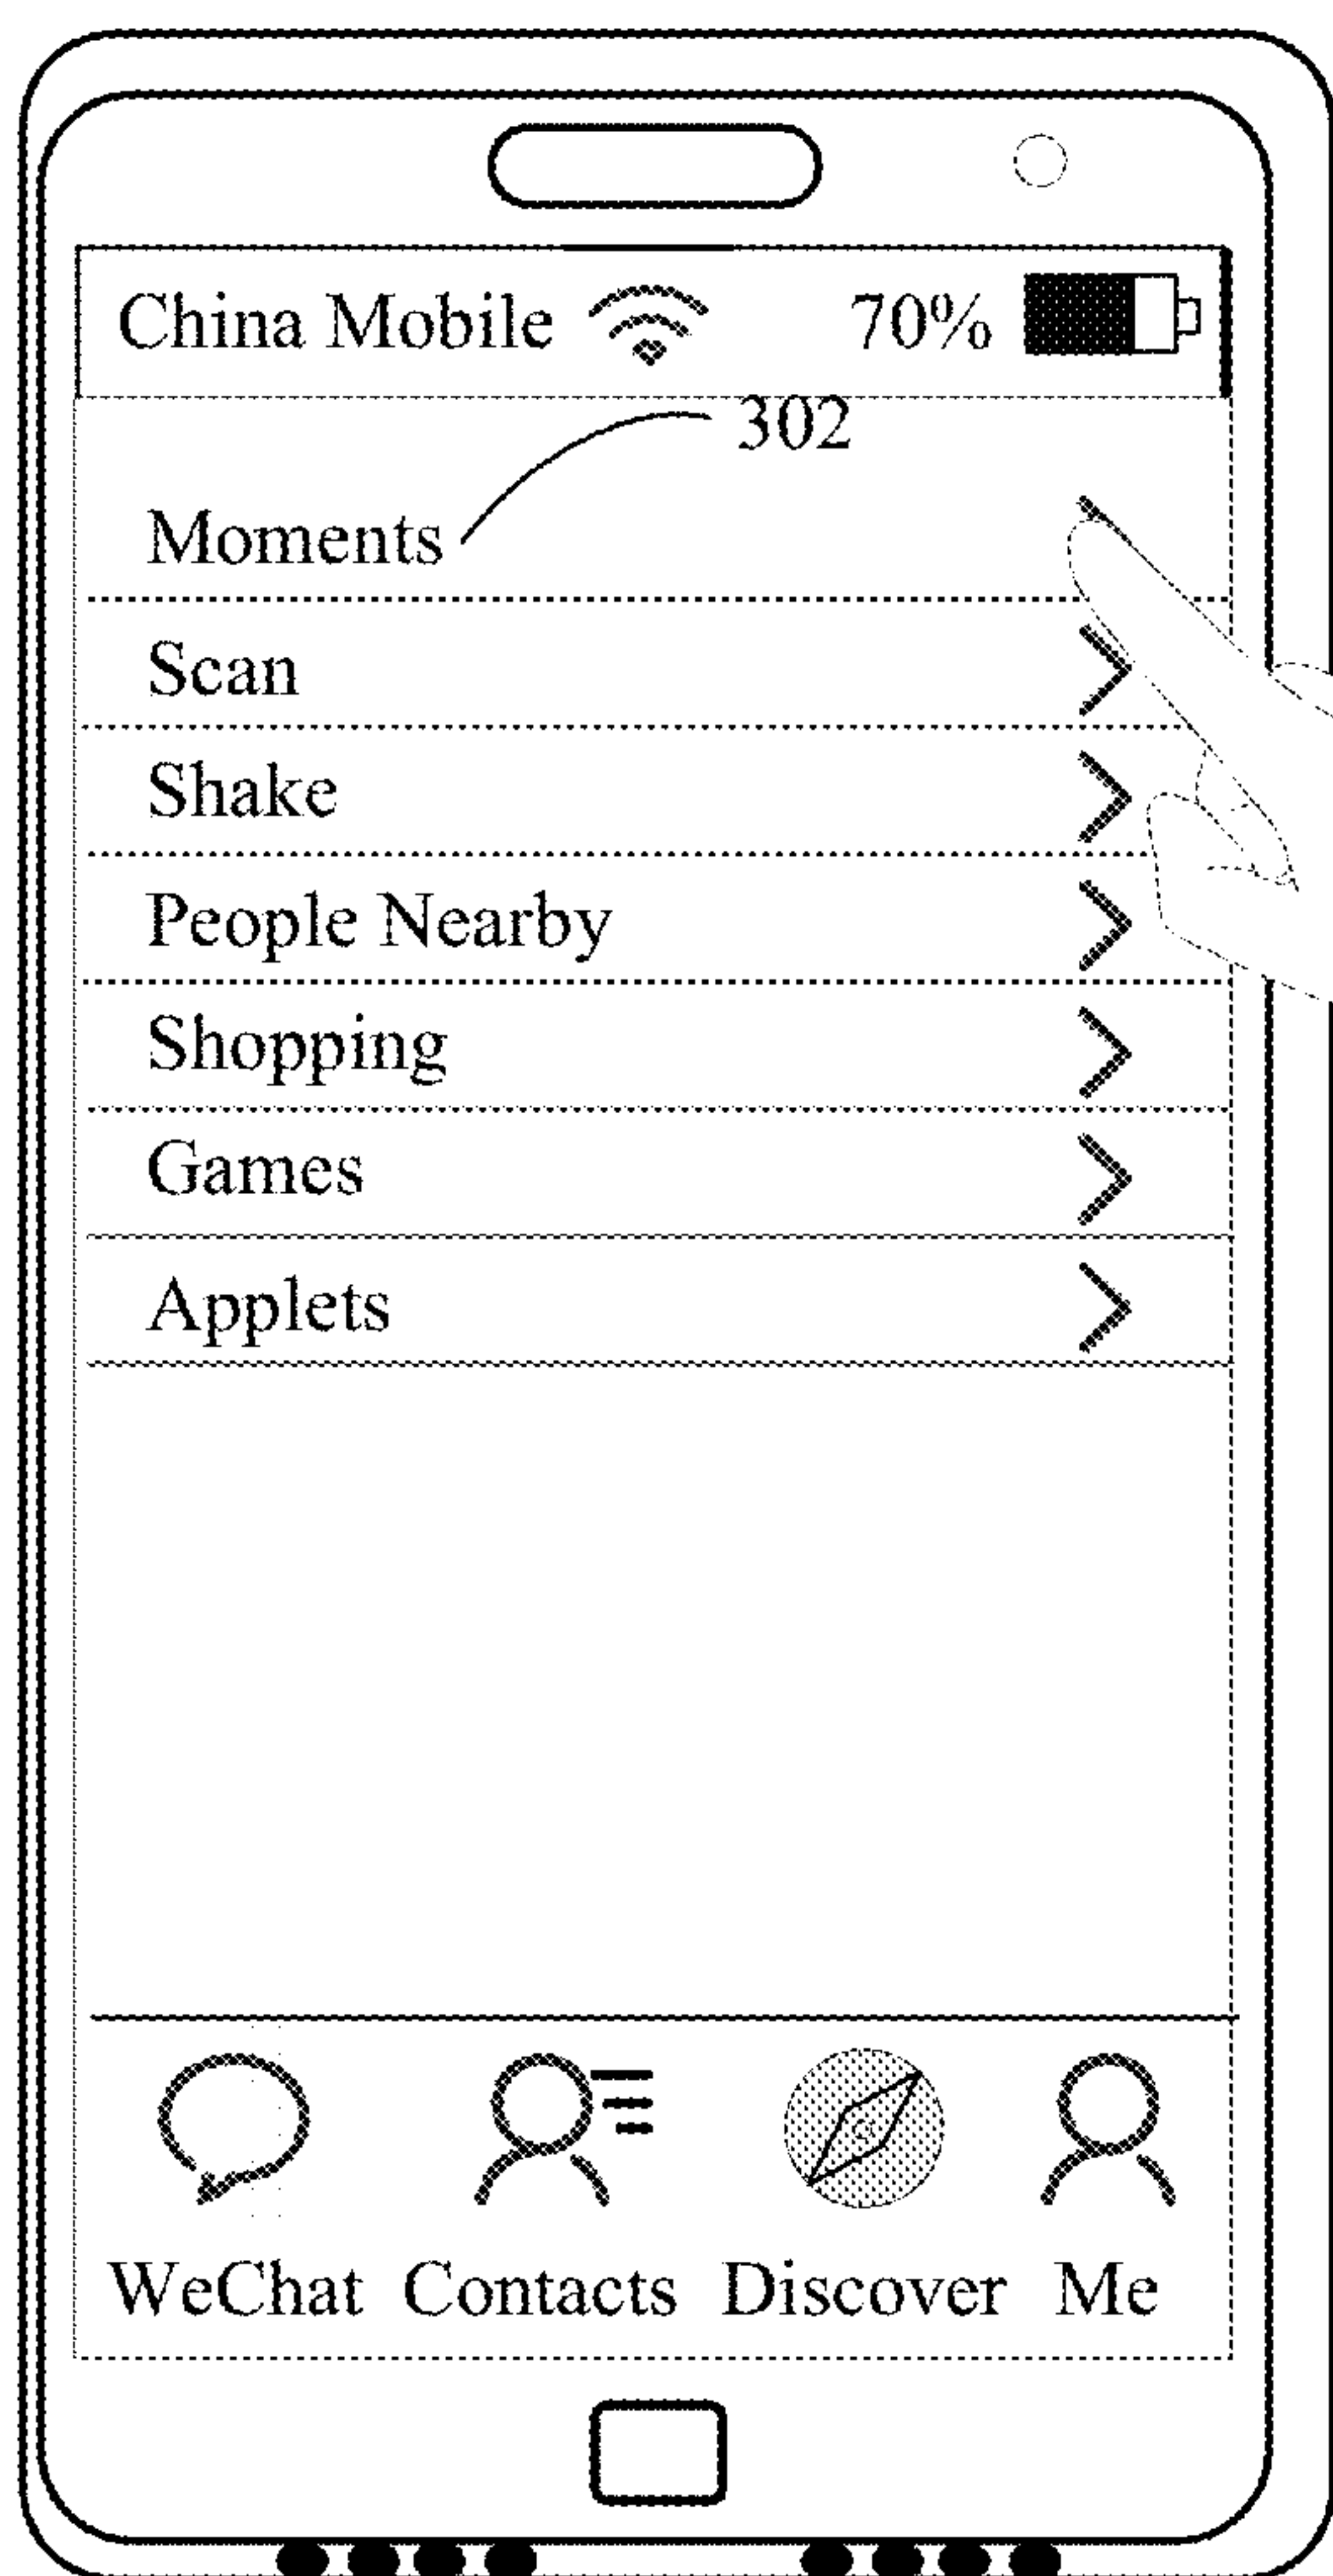 China Mobile 70%
302
Moments
Scan
Shake
People Nearby
Shopping
Games
Applets
WeChat Contacts Discover Me